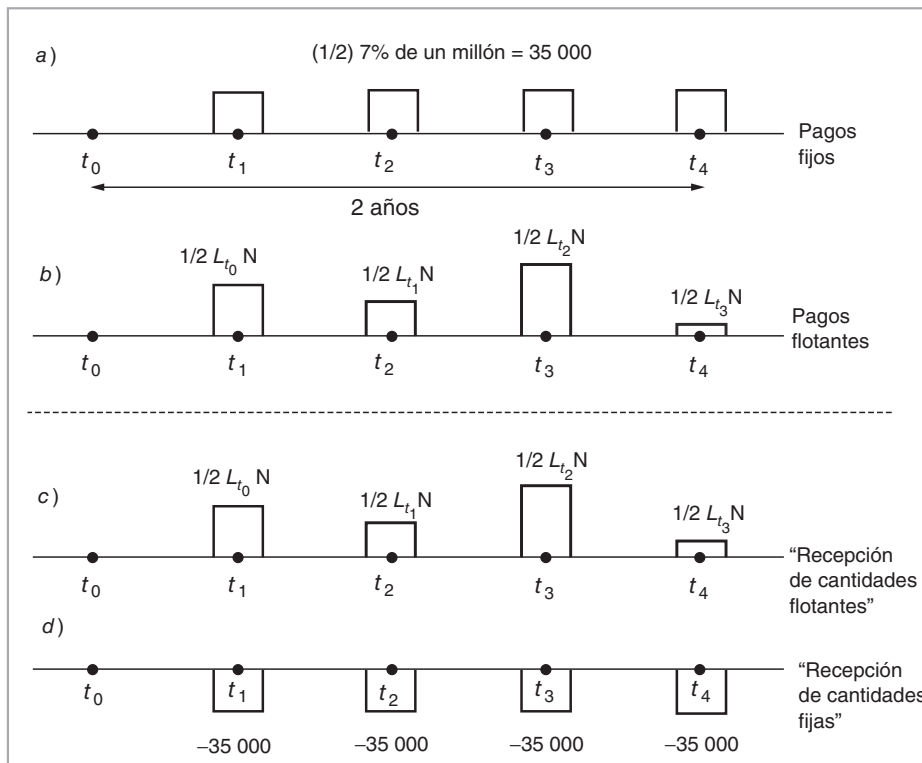 a) (1/2) 7% de un millón = 35 000
Pagos
fijos
t0 t1 t2 t3 t4
2 años
b) 1/2 Lt0 N 1/2 Lt1 N 1/2 Lt2 N 1/2 Lt3 N
Pagos
flotantes
t0 t1 t2 t3 t4
c) 1/2 Lt0 N 1/2 Lt1 N 1/2 Lt2 N 1/2 Lt3 N
t0 t1 t2 t3 t4
“Recepción
de cantidades
flotantes”
d)
t0 t1 t2 t3 t4
“Recepción
de cantidades
fijas”
–35 000 –35 000 –35 000 –35 000